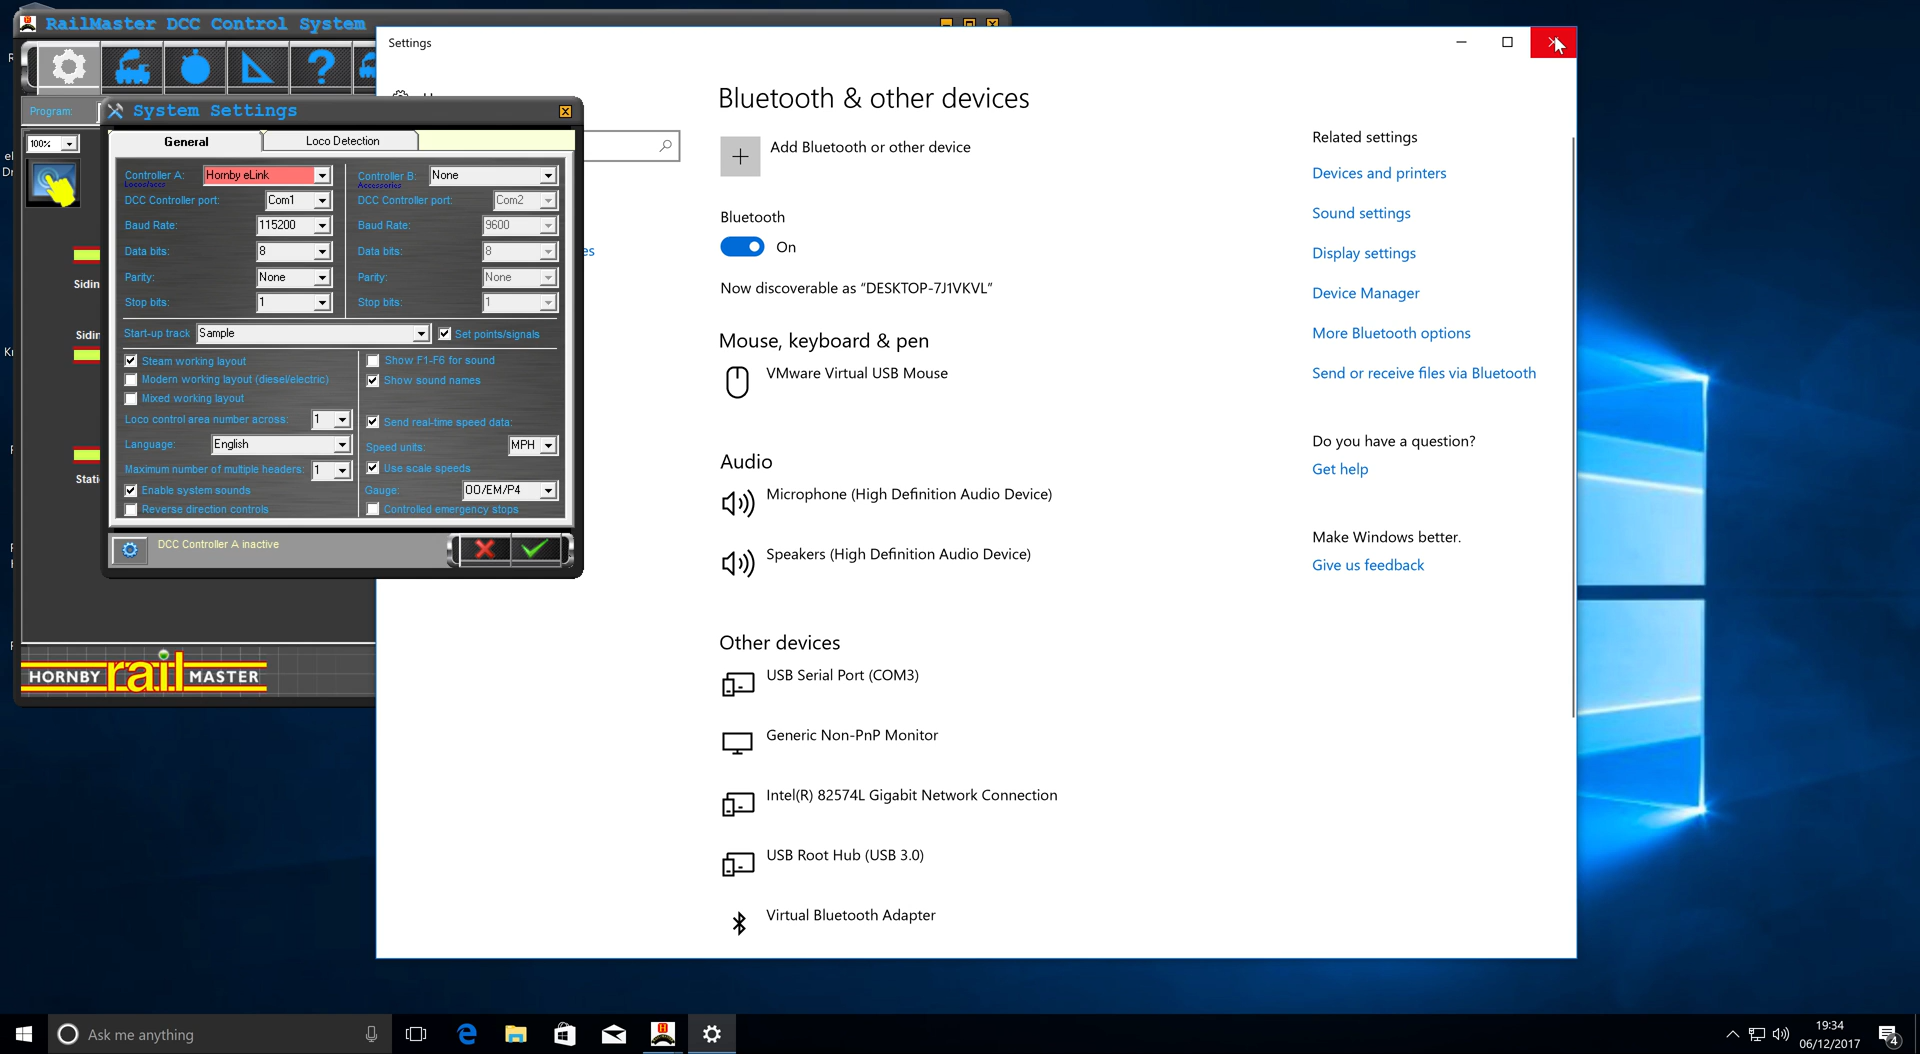 RailMaster DCC Control System
Program:
100%
Sidin
Sidin
Stati
HORNBY rail MASTER
System Settings
General
Loco Detection
Controller A:
Locos/accs
Hornby eLink
Controller B:
Accessories
None
DCC Controller port:
Com1
DCC Controller port:
Com2
Baud Rate:
115200
Baud Rate:
9600
Data bits:
8
Data bits:
8
Parity:
None
Parity:
None
Stop bits:
1
Stop bits:
1
Start-up track
Sample
Set points/signals
Steam working layout
Modern working layout (diesel/electric)
Mixed working layout
Loco control area number across:
1
Language:
English
Maximum number of multiple headers:
1
Enable system sounds
Reverse direction controls
Show F1-F6 for sound
Show sound names
Send real-time speed data:
Speed units:
MPH
Use scale speeds
Gauge:
OO/EM/P4
Controlled emergency stops
DCC Controller A inactive
Settings
es
Bluetooth & other devices
Add Bluetooth or other device
Bluetooth
On
Now discoverable as “DESKTOP-7J1VKVL”
Mouse, keyboard & pen
VMware Virtual USB Mouse
Audio
Microphone (High Definition Audio Device)
Speakers (High Definition Audio Device)
Other devices
USB Serial Port (COM3)
Generic Non-PnP Monitor
Intel(R) 82574L Gigabit Network Connection
USB Root Hub (USB 3.0)
Virtual Bluetooth Adapter
Related settings
Devices and printers
Sound settings
Display settings
Device Manager
More Bluetooth options
Send or receive files via Bluetooth
Do you have a question?
Get help
Make Windows better.
Give us feedback
Ask me anything
19:34
06/12/2017
4